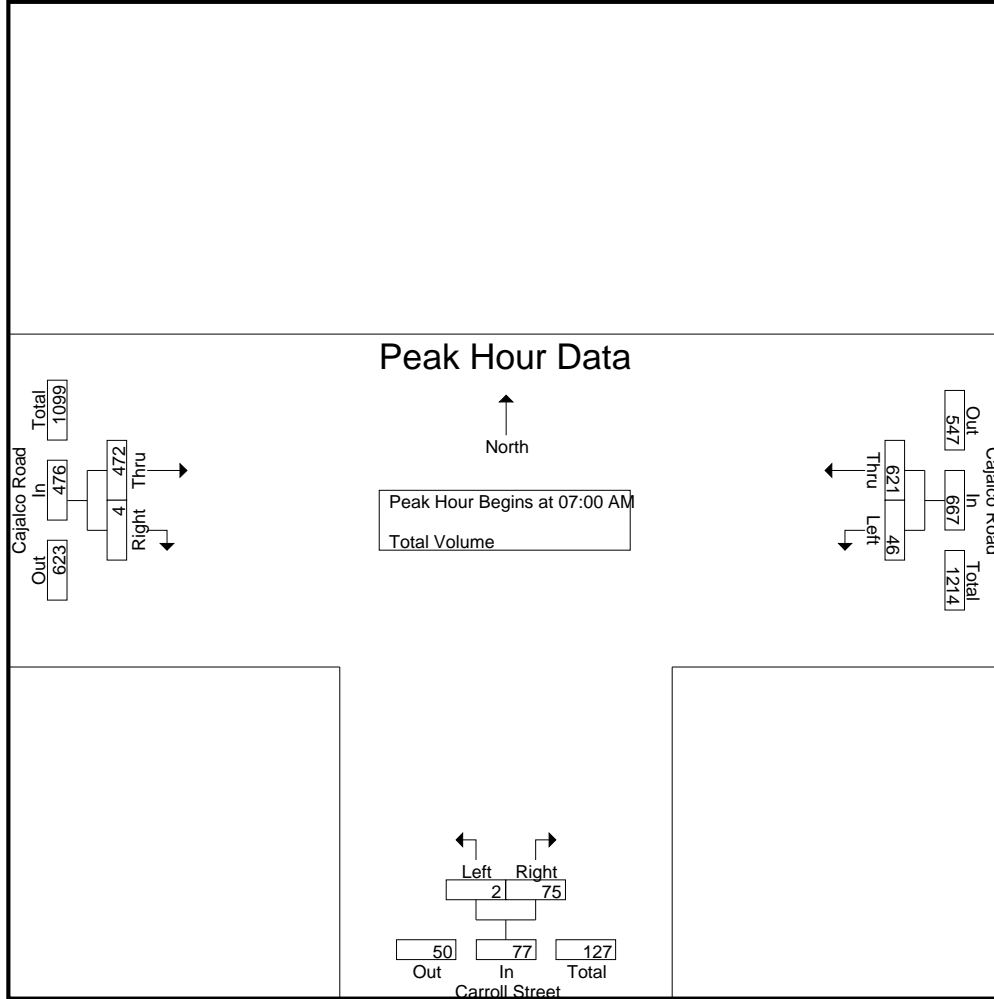 Peak Hour Data
North
Peak Hour Begins at 07:00 AM
Total Volume
Cajalco Road
Total
1099
In
476
Out
623
472
Thru
4
Right
Cajalco Road
Out
547
In
667
Total
1214
621
Thru
46
Left
Left Right
2 75
50 77 127
Out In Total
Carroll Street